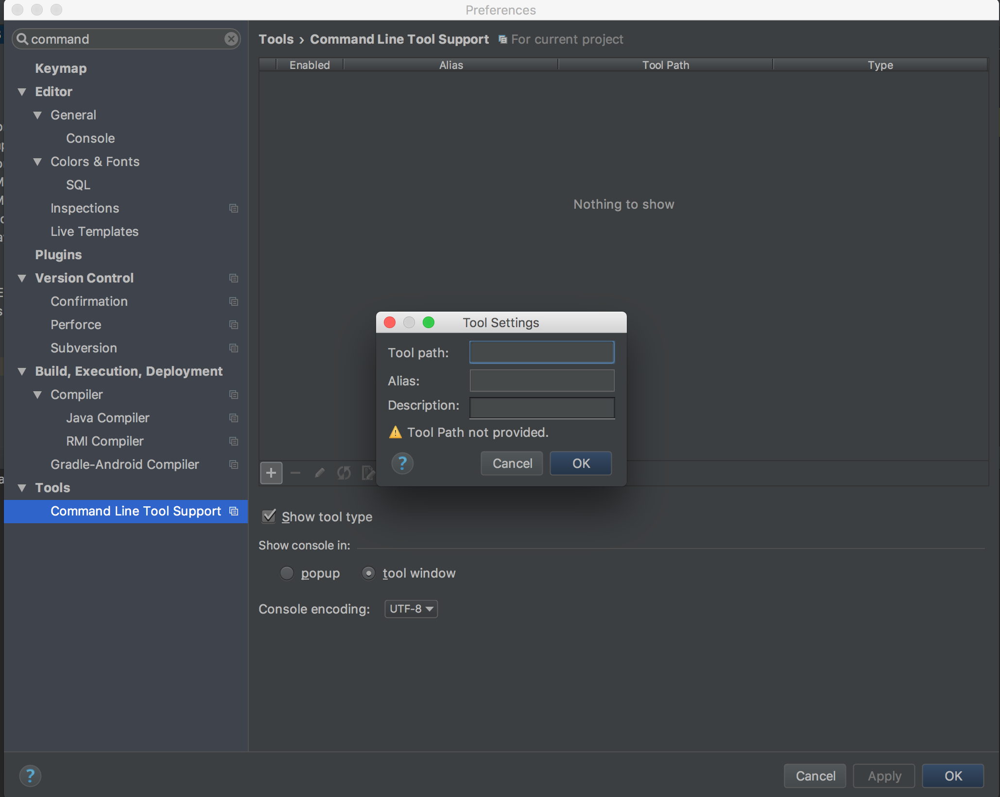 Preferences
command
Keymap
Editor
General
Console
Colors & Fonts
SQL
Inspections
Live Templates
Plugins
Version Control
Confirmation
Perforce
Subversion
Build, Execution, Deployment
Compiler
Java Compiler
RMI Compiler
Gradle-Android Compiler
Tools
Command Line Tool Support
Tools › Command Line Tool Support For current project
Enabled Alias Tool Path Type
Nothing to show
Tool Settings
Tool path:
Alias:
Description:
Tool Path not provided.
? Cancel OK
Show tool type
Show console in:
popup tool window
Console encoding: UTF-8
? Cancel Apply OK